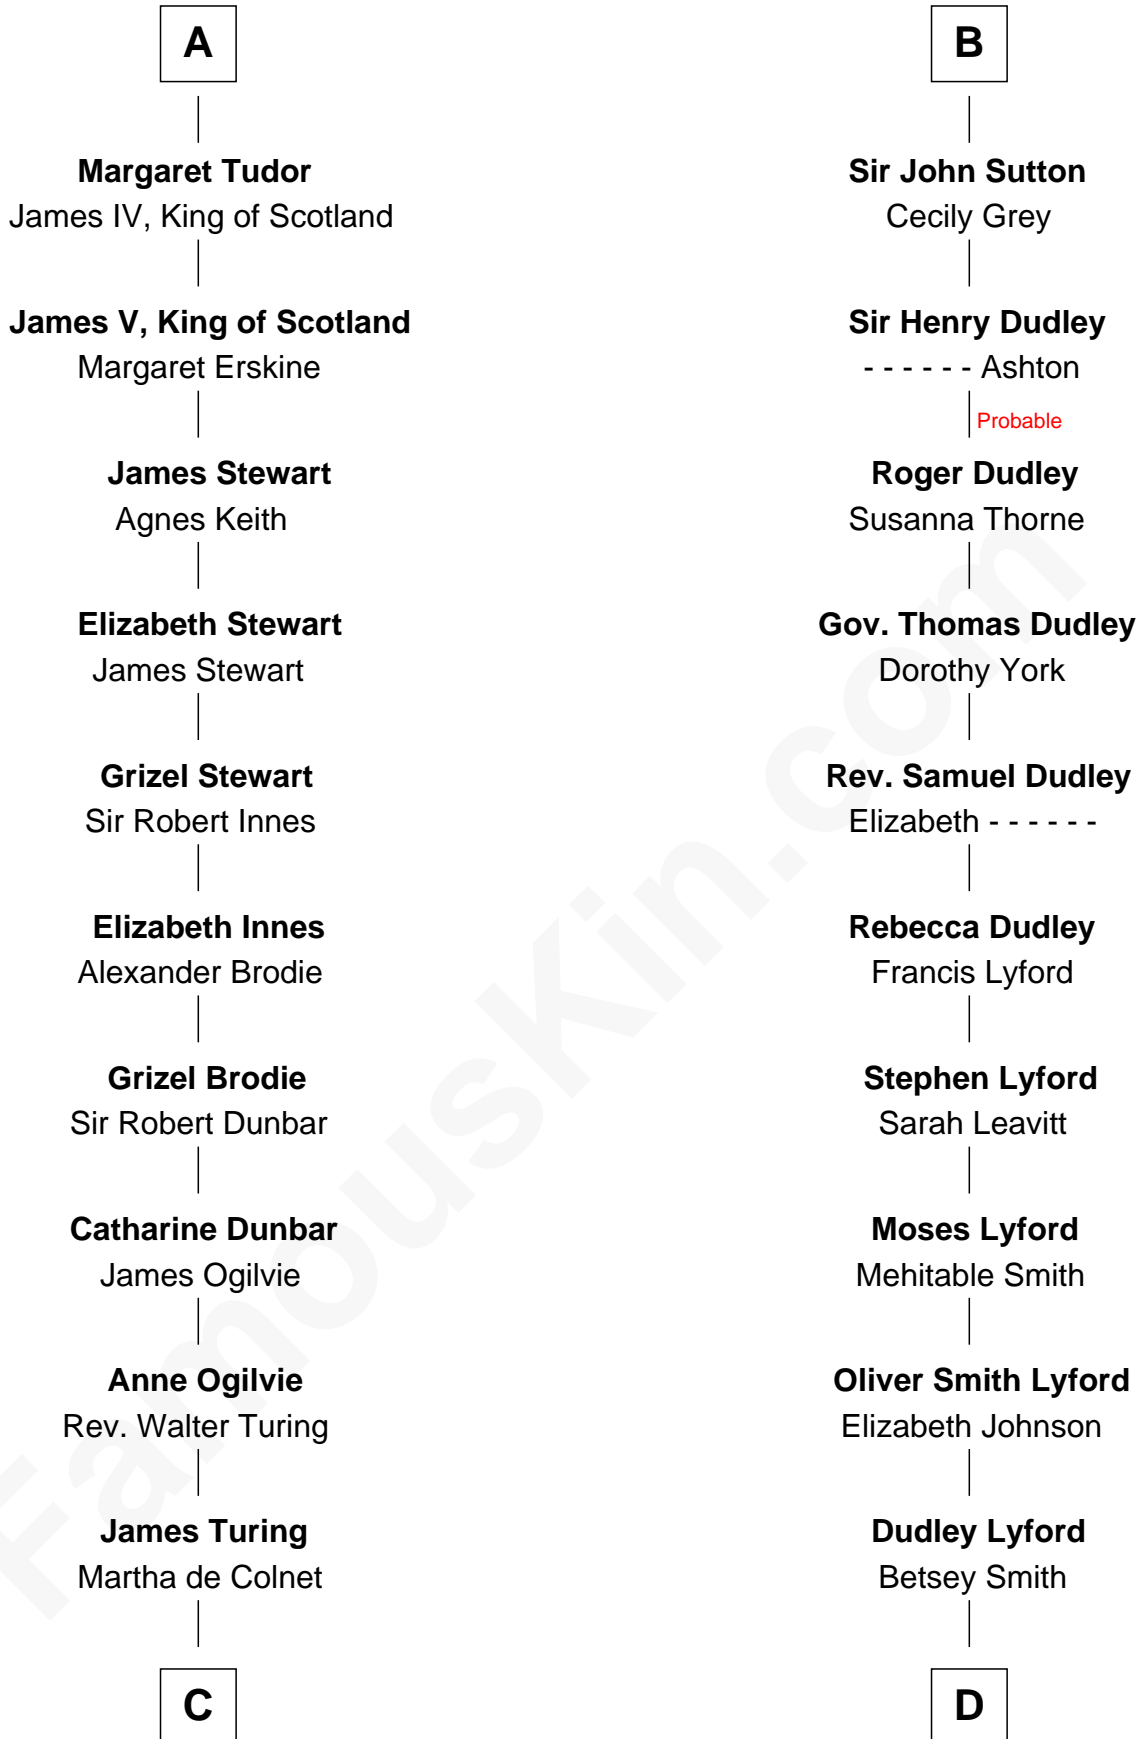 A
Margaret Tudor
James IV, King of Scotland
James V, King of Scotland
Margaret Erskine
James Stewart
Agnes Keith
Elizabeth Stewart
James Stewart
Grizel Stewart
Sir Robert Innes
Elizabeth Innes
Alexander Brodie
Grizel Brodie
Sir Robert Dunbar
Catharine Dunbar
James Ogilvie
Anne Ogilvie
Rev. Walter Turing
James Turing
Martha de Colnet
C
B
Sir John Sutton
Cecily Grey
Sir Henry Dudley
- - - - - - Ashton
Probable
Roger Dudley
Susanna Thorne
Gov. Thomas Dudley
Dorothy York
Rev. Samuel Dudley
Elizabeth - - - - - -
Rebecca Dudley
Francis Lyford
Stephen Lyford
Sarah Leavitt
Moses Lyford
Mehitable Smith
Oliver Smith Lyford
Elizabeth Johnson
Dudley Lyford
Betsey Smith
D
FamousKin.com